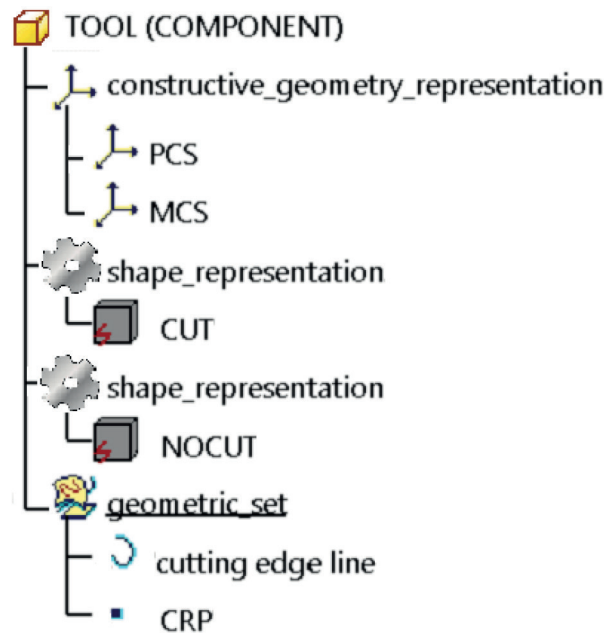 TOOL (COMPONENT)
constructive_geometry_representation
PCS
MCS
shape_representation
CUT
shape_representation
NOCUT
geometric_set
cutting edge line
CRP